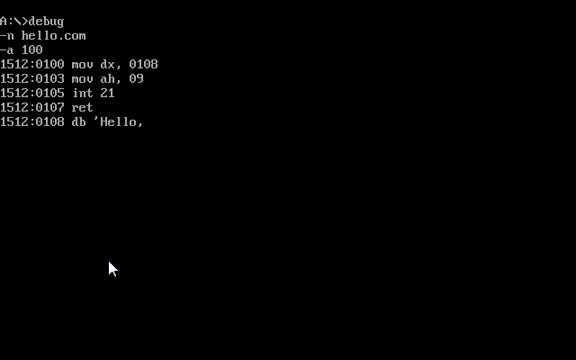 A:\>debug
-n hello.com
-a 100
1512:0100 mov dx, 0108
1512:0103 mov ah, 09
1512:0105 int 21
1512:0107 ret
1512:0108 db 'Hello,